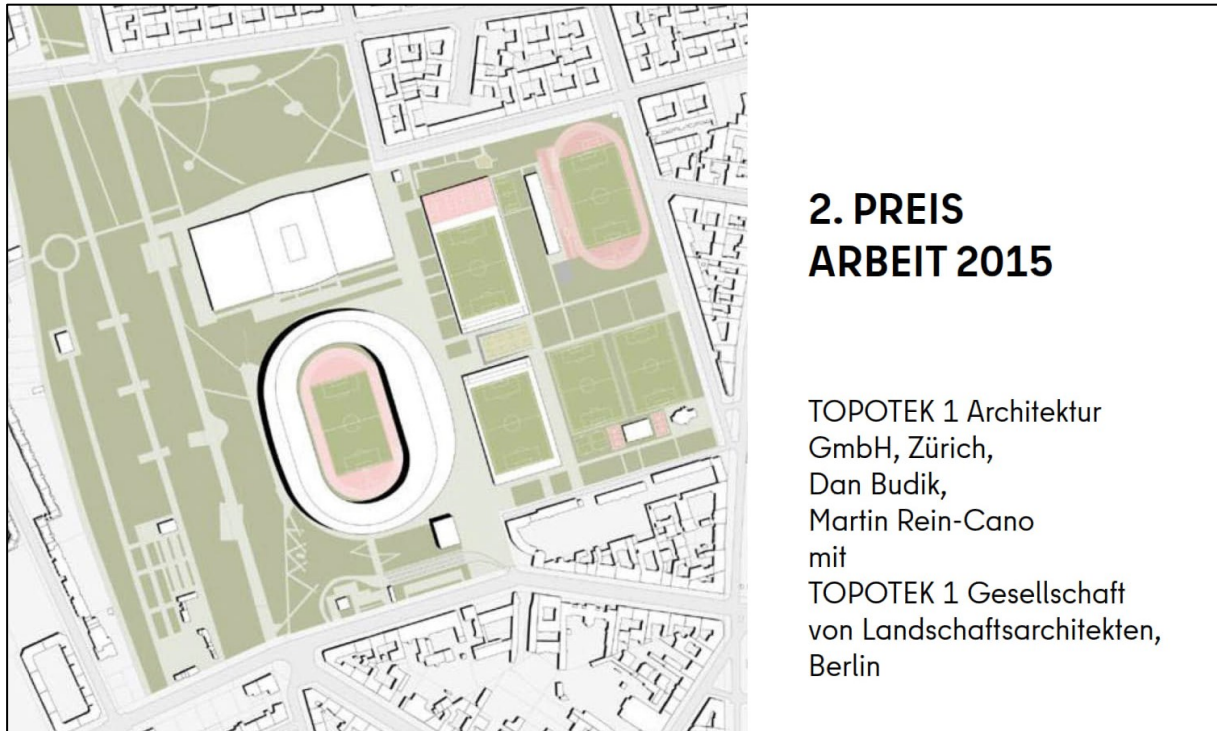 2. PREIS
ARBEIT 2015
TOPOTEK 1 Architektur
GmbH, Zürich,
Dan Budik,
Martin Rein-Cano
mit
TOPOTEK 1 Gesellschaft
von Landschaftsarchitekten,
Berlin